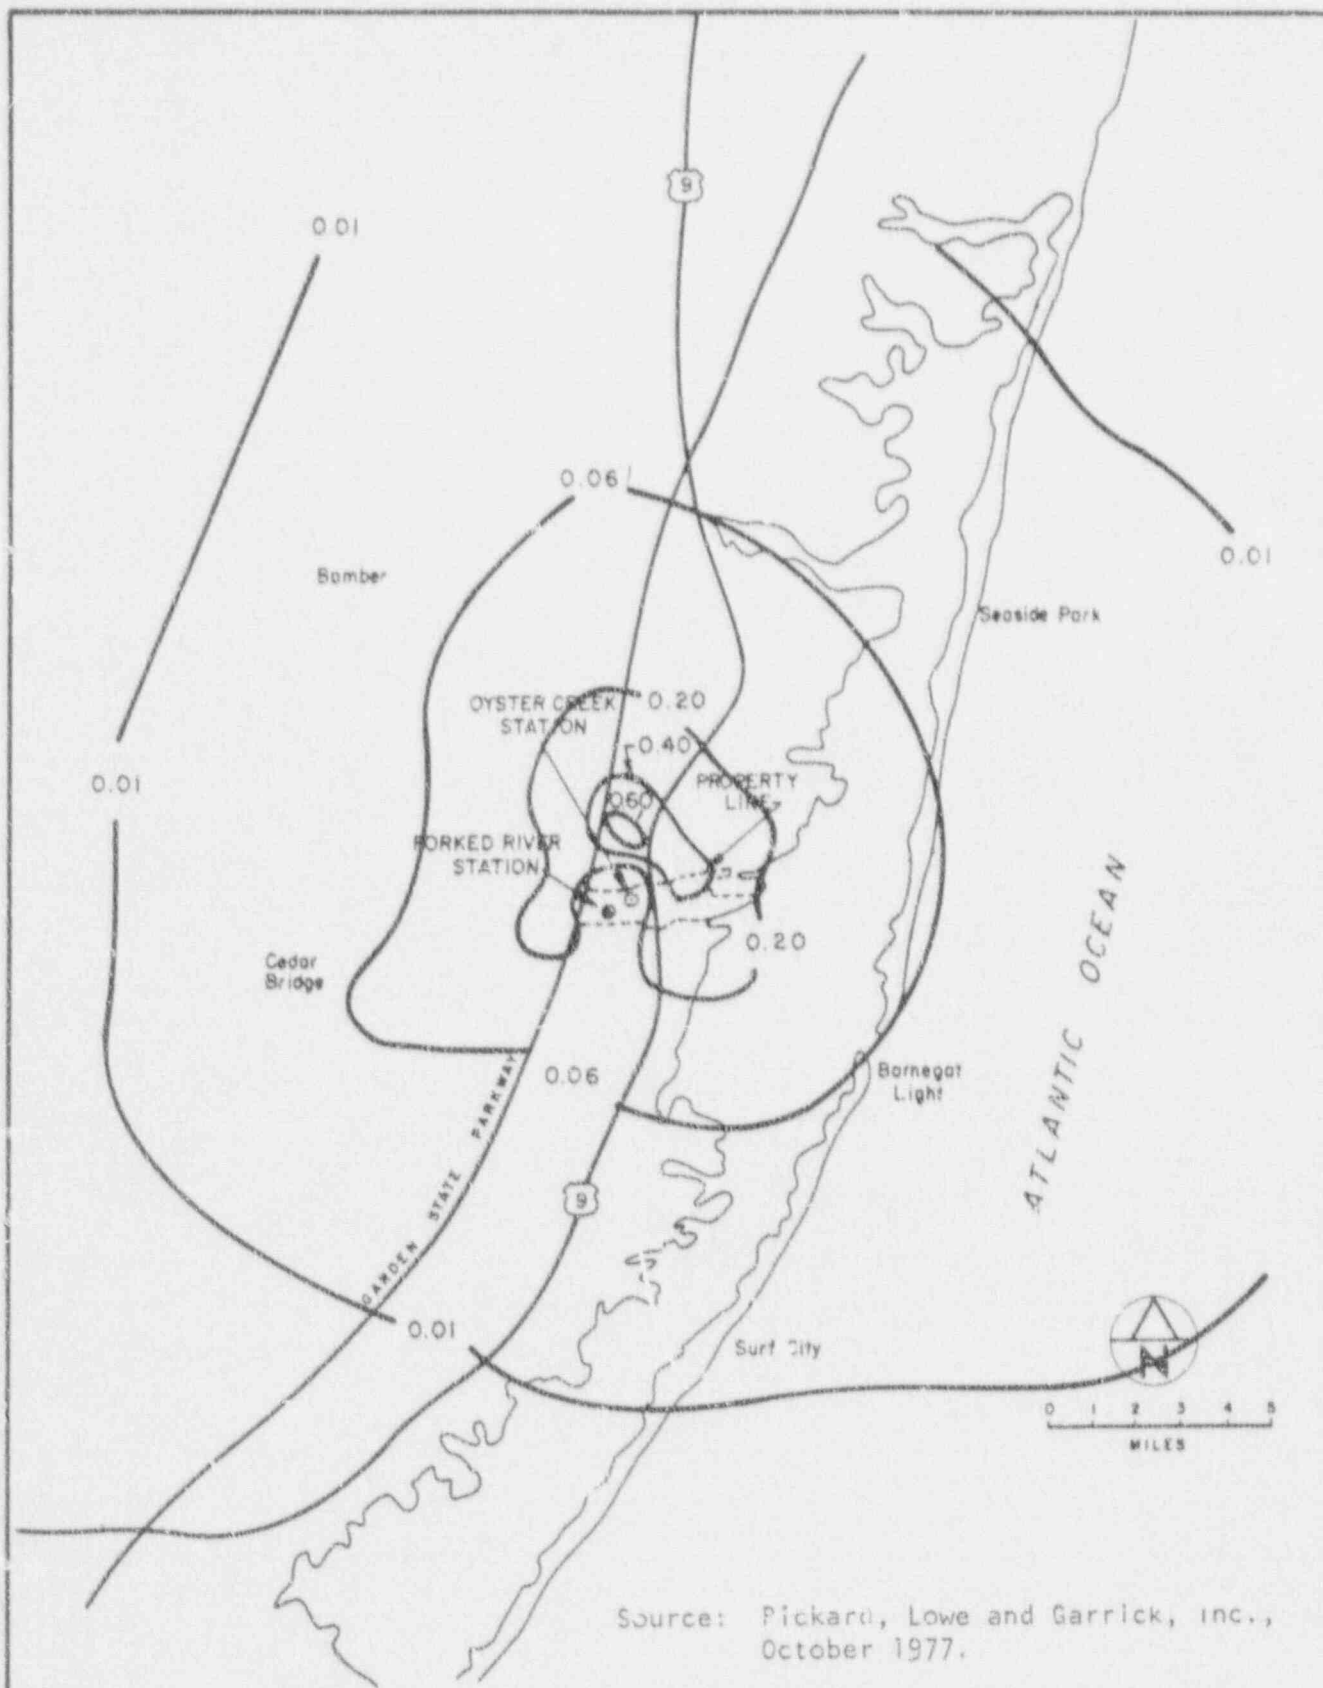 9
0.01
0.06
0.01
Bamber
Seaside Park
OYSTER CREEK
STATION
0.20
0.40
PROPERTY
LINE
0.60
0.01
FORKED RIVER
STATION
0.20
Cedar
Bridge
ATLANTIC OCEAN
0.06
Barnegat
Light
GARDEN STATE PARKWAY
9
0.01
Surf City
N
0 1 2 3 4 5
MILES
Source: Pickard, Lowe and Garrick, Inc.,
October 1977.